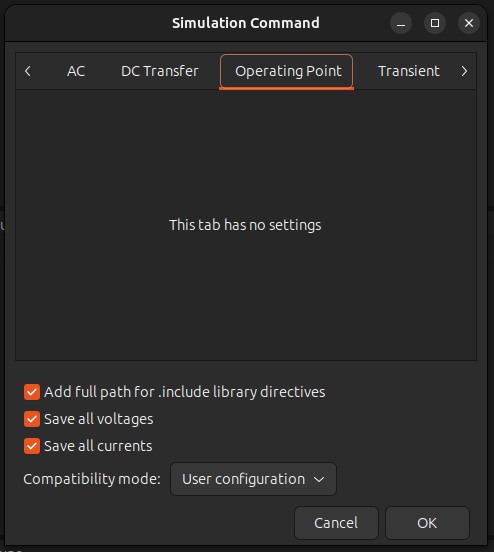 Simulation Command
AC DC Transfer Operating Point Transient
This tab has no settings
Add full path for .include library directives
Save all voltages
Save all currents
Compatibility mode: User configuration
Cancel OK